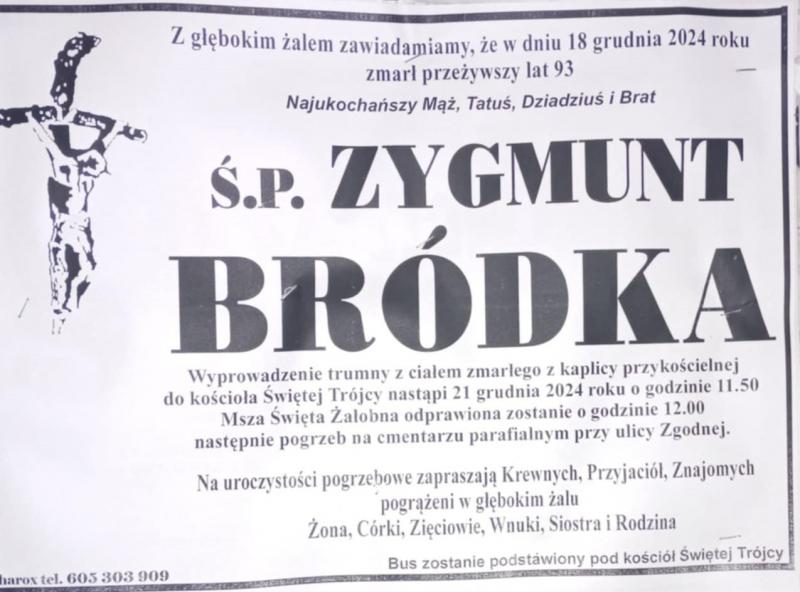 Z głębokim żalem zawiadamiamy, że w dniu 18 grudnia 2024 roku
zmarł przeżywszy lat 93
Najukochańszy Mąż, Tatuś, Dziadziuś i Brat
Ś.P. ZYGMUNT
BRÓDKA
Wyprowadzenie trumny z ciałem zmarłego z kaplicy przykościelnej
do kościoła Świętej Trójcy nastąpi 21 grudnia 2024 roku o godzinie 11.50
Msza Święta Żałobna odprawiona zostanie o godzinie 12.00
następnie pogrzeb na cmentarzu parafialnym przy ulicy Zgodnej.
Na uroczystości pogrzebowe zapraszają Krewnych, Przyjaciół, Znajomych
pogrążeni w głębokim żalu
Żona, Córki, Zięciowie, Wnuki, Siostra i Rodzina
Bus zostanie podstawiony pod kościół Świętej Trójcy
tel. 605 303 909